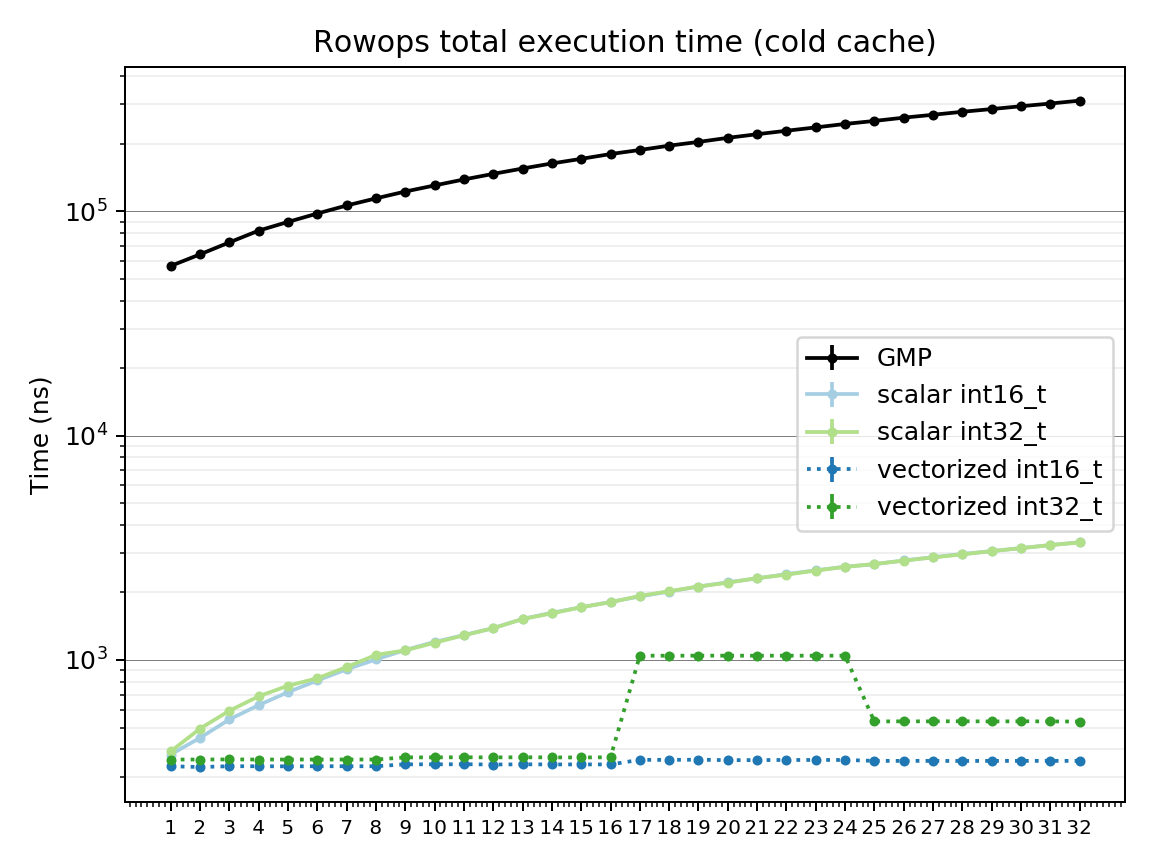 Rowops total execution time (cold cache)
Time (ns)
10^5
10^4
10^3
GMP
scalar int16_t
scalar int32_t
vectorized int16_t
vectorized int32_t
1 2 3 4 5 6 7 8 9 10 11 12 13 14 15 16 17 18 19 20 21 22 23 24 25 26 27 28 29 30 31 32